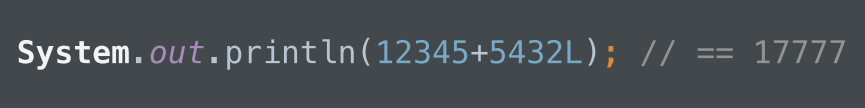 System.out.println(12345+5432L); // == 17777